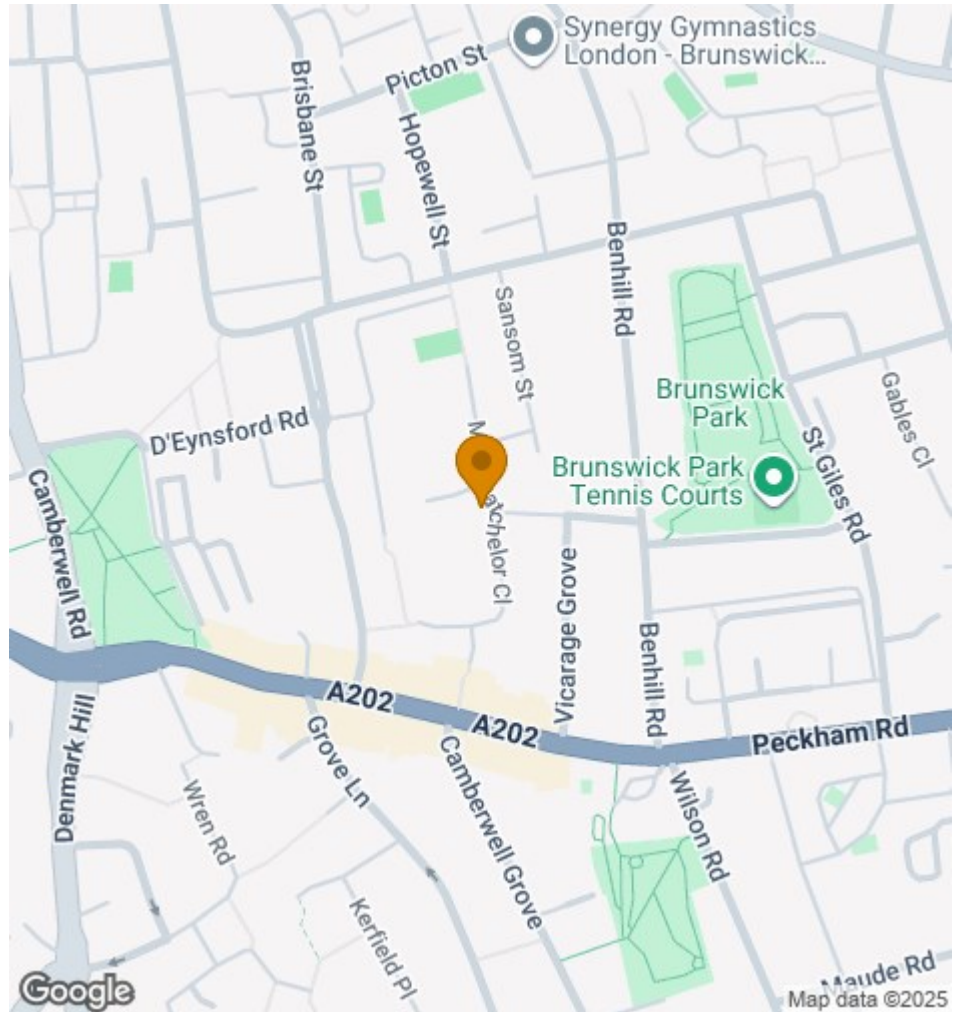 Synergy Gymnastics
London - Brunswick...
Picton St
Brisbane St
Hopewell St
Benhill Rd
Sansom St
Brunswick
Park
Gables Cl
D'Eynsford Rd
Brunswick Park
Tennis Courts
St Giles Rd
Camberwell Rd
atchelor Cl
Vicarage Grove
Benhill Rd
A202
A202
Peckham Rd
Denmark Hill
Grove Ln
Camberwell Grove
Wilson Rd
Wren Rd
Kerfield Pl
Maude Rd
Google
Map data ©2025